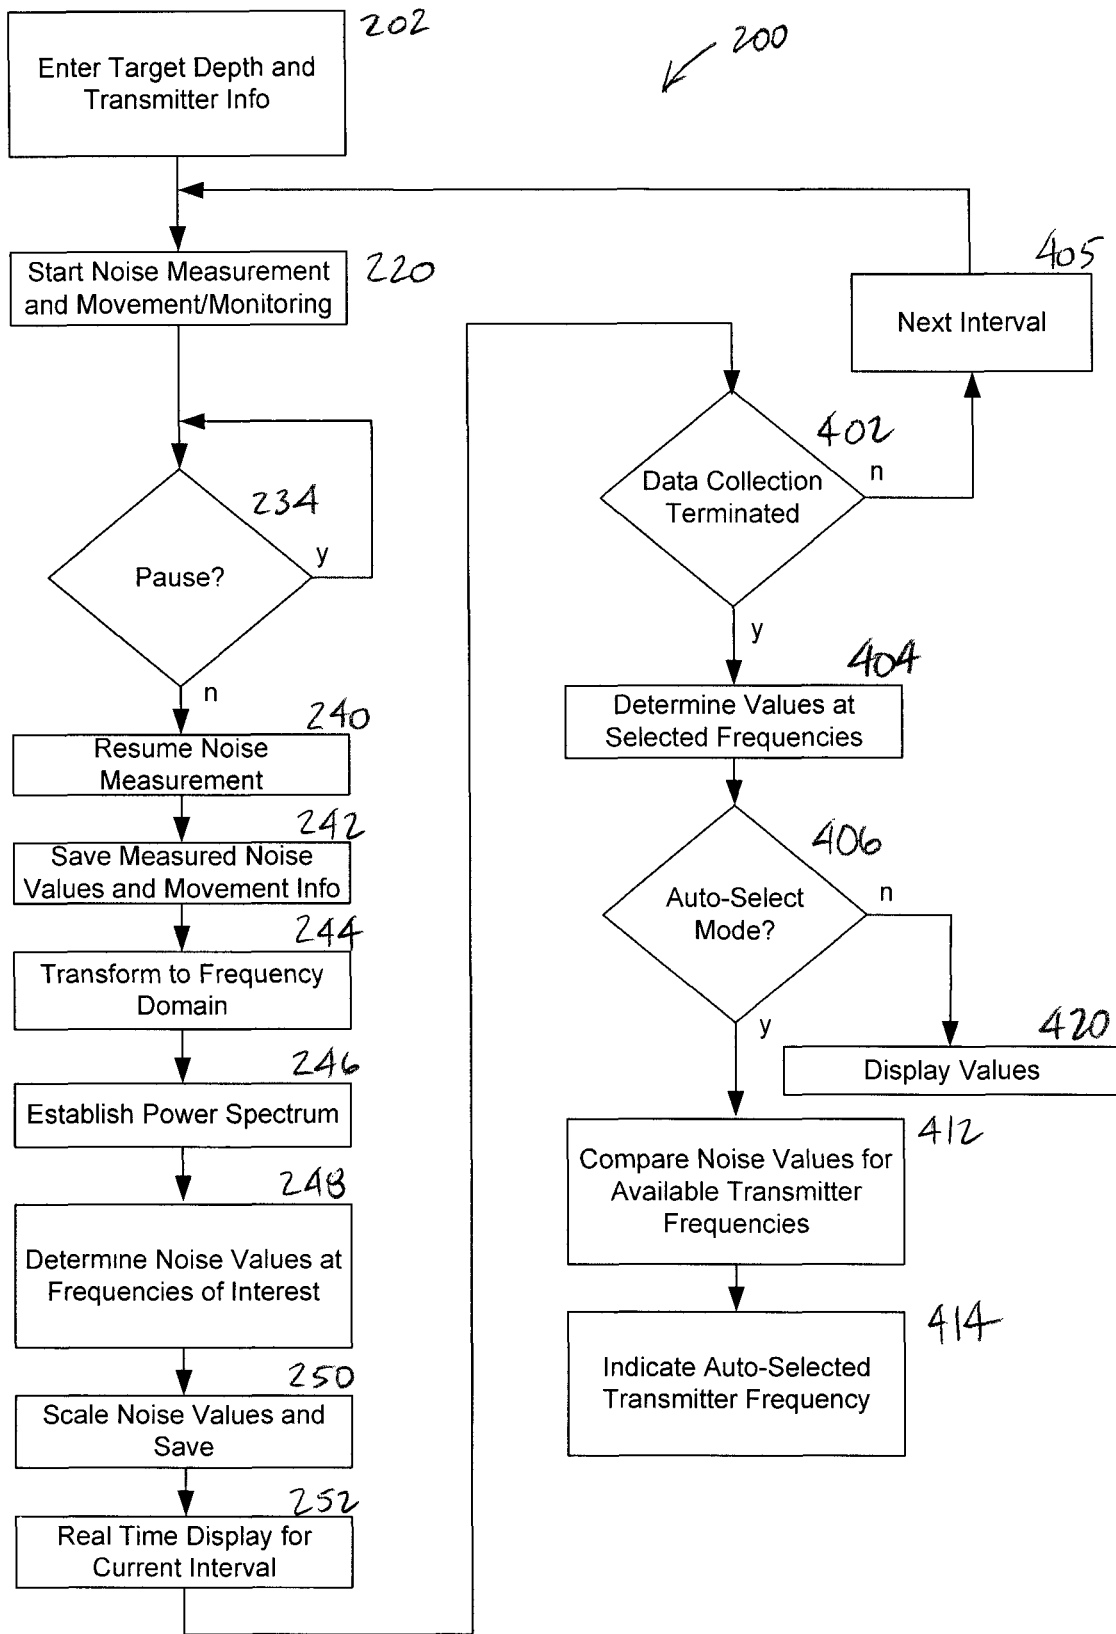 202
Enter Target Depth and
Transmitter Info
200
Start Noise Measurement
and Movement/Monitoring
220
234
Pause?
y
n
240
Resume Noise
Measurement
242
Save Measured Noise
Values and Movement Info
244
Transform to Frequency
Domain
246
Establish Power Spectrum
248
Determine Noise Values at
Frequencies of Interest
250
Scale Noise Values and
Save
252
Real Time Display for
Current Interval
405
Next Interval
402
Data Collection
Terminated
n
y
404
Determine Values at
Selected Frequencies
406
Auto-Select
Mode?
n
y
420
Display Values
412
Compare Noise Values for
Available Transmitter
Frequencies
414
Indicate Auto-Selected
Transmitter Frequency